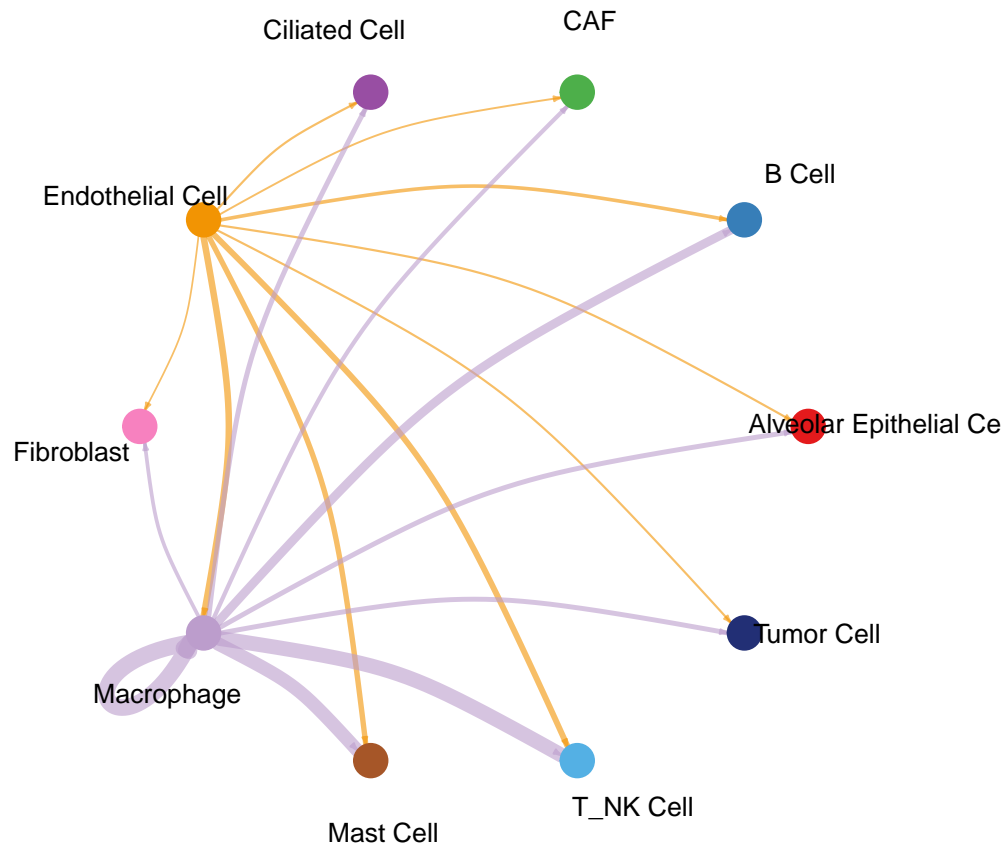 CAF
Ciliated Cell
B Cell
Endothelial Cell
Alveolar Epithelial Ce
Fibroblast
Tumor Cell
Macrophage
T_NK Cell
Mast Cell